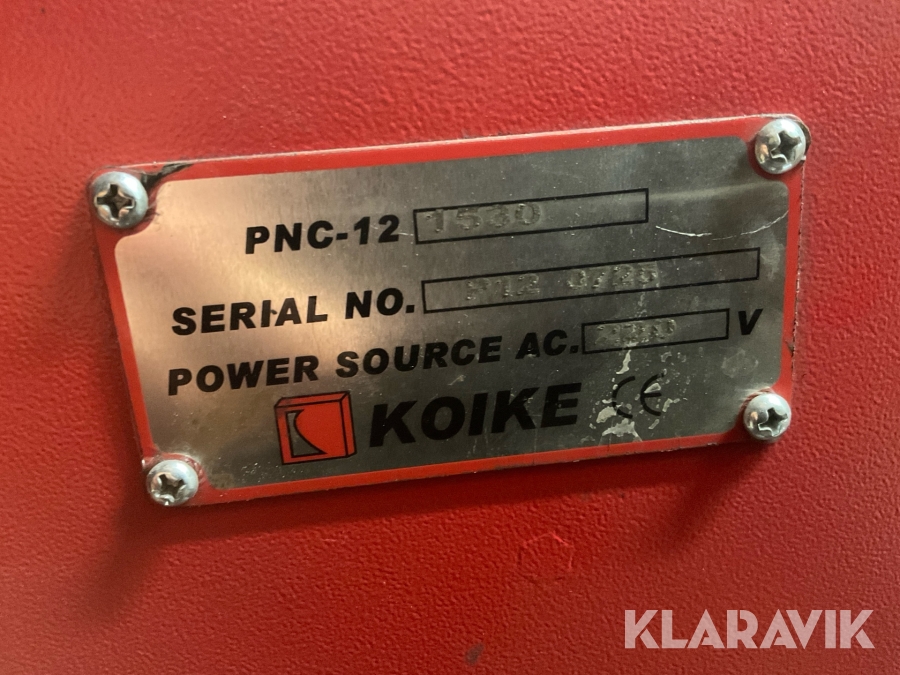 PNC-12 1530
SERIAL NO.
POWER SOURCE AC. V
KOIKE CE
KLARAVIK